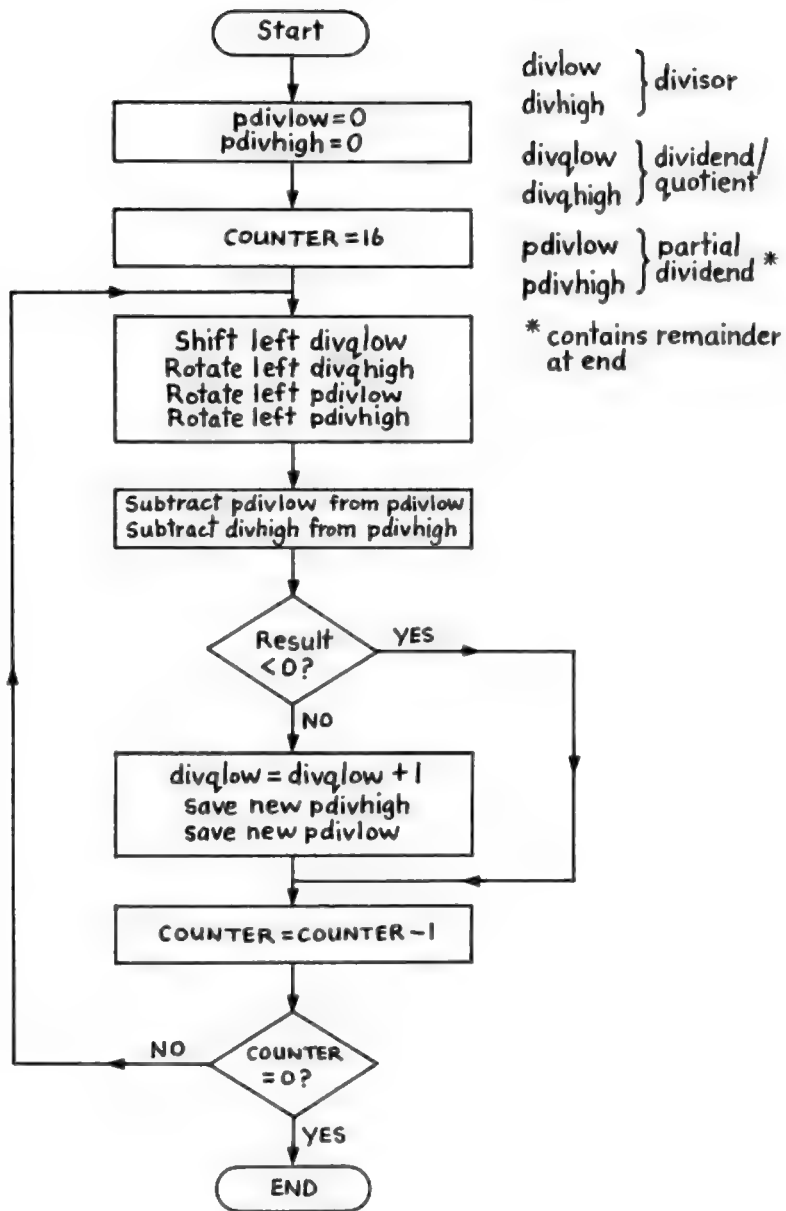 Start
pdivlow=0
pdivhigh=0
COUNTER=16
Shift left divqlow
Rotate left divqhigh
Rotate left pdivlow
Rotate left pdivhigh
Subtract pdivlow from pdivlow
Subtract divhigh from pdivhigh
Result
<0?
YES
NO
divqlow = divqlow + 1
save new pdivhigh
save new pdivlow
COUNTER = COUNTER - 1
NO
COUNTER
= 0?
YES
END
divlow
divhigh
divisor
divqlow
divqhigh
dividend/
quotient
pdivlow
pdivhigh
partial
dividend *
* contains remainder
at end